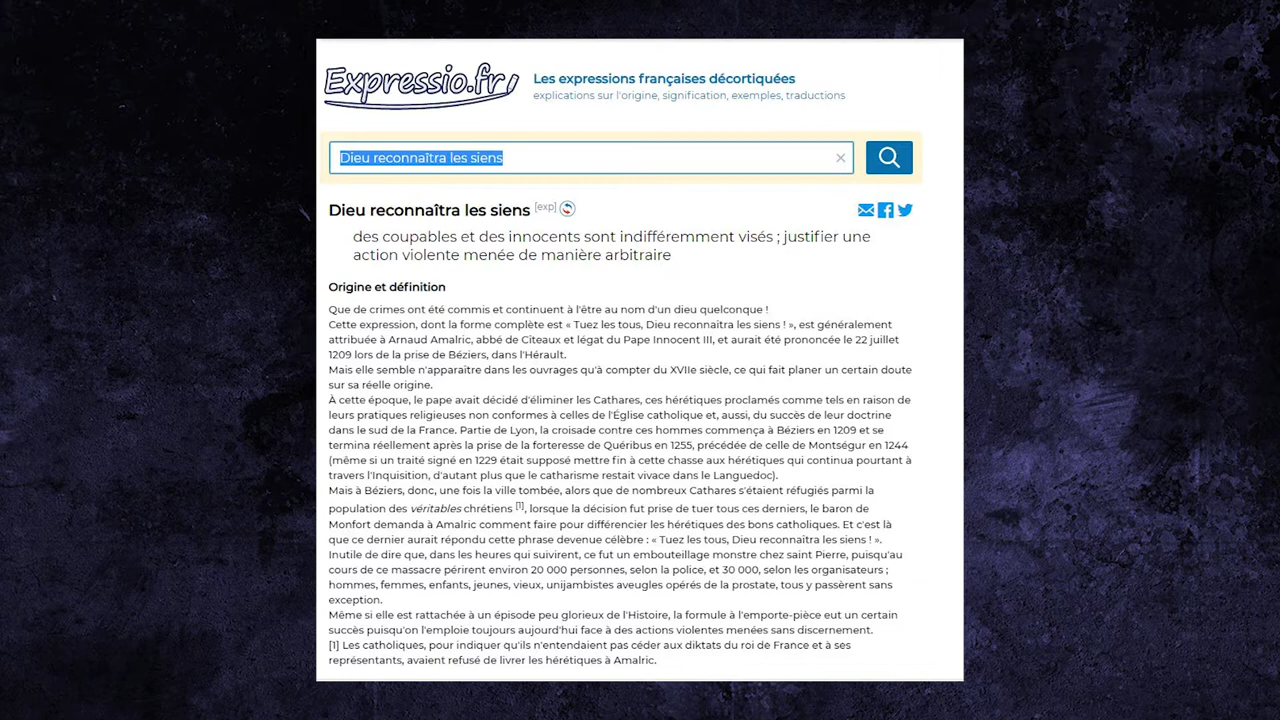 Expressio.fr
Les expressions françaises décortiquées
explications sur l'origine, signification, exemples, traductions
Dieu reconnaîtra les siens
Dieu reconnaîtra les siens [exp]
des coupables et des innocents sont indifféremment visés ; justifier une
action violente menée de manière arbitraire
Origine et définition
Que de crimes ont été commis et continuent à l'être au nom d'un dieu quelconque !
Cette expression, dont la forme complète est « Tuez les tous, Dieu reconnaitra les siens ! », est généralement
attribuée à Arnaud Amalric, abbé de Cîteaux et légat du Pape Innocent III, et aurait été prononcée le 22 juillet
1209 lors de la prise de Béziers, dans l'Hérault.
Mais elle semble n'apparaître dans les ouvrages qu'à compter du XVIIe siècle, ce qui fait planer un certain doute
sur sa réelle origine.
À cette époque, le pape avait décidé d'éliminer les Cathares, ces hérétiques proclamés comme tels en raison de
leurs pratiques religieuses non conformes à celles de l'Église catholique et, aussi, du succès de leur doctrine
dans le sud de la France. Partie de Lyon, la croisade contre ces hommes commença à Béziers en 1209 et se
termina réellement après la prise de la forteresse de Quéribus en 1255, précédée de celle de Montségur en 1244
(même si un traité signé en 1229 était supposé mettre fin à cette chasse aux hérétiques qui continua pourtant à
travers l'Inquisition, d'autant plus que le catharisme restait vivace dans le Languedoc).
Mais à Béziers, donc, une fois la ville tombée, alors que de nombreux Cathares s'étaient réfugiés parmi la
population des véritables chrétiens [1], lorsque la décision fut prise de tuer tous ces derniers, le baron de
Monfort demanda à Amalric comment faire pour différencier les hérétiques des bons catholiques. Et c'est là
que ce dernier aurait répondu cette phrase devenue célèbre : « Tuez les tous, Dieu reconnaîtra les siens ! ».
Inutile de dire que, dans les heures qui suivirent, ce fut un embouteillage monstre chez saint Pierre, puisqu'au
cours de ce massacre périrent environ 20 000 personnes, selon la police, et 30 000, selon les organisateurs ;
hommes, femmes, enfants, jeunes, vieux, unijambistes aveugles opérés de la prostate, tous y passèrent sans
exception.
Même si elle est rattachée à un épisode peu glorieux de l'Histoire, la formule à l'emporte-pièce eut un certain
succès puisqu'on l'emploie toujours aujourd'hui face à des actions violentes menées sans discernement.
[1] Les catholiques, pour indiquer qu'ils n'entendaient pas céder aux diktats du roi de France et à ses
représentants, avaient refusé de livrer les hérétiques à Amalric.